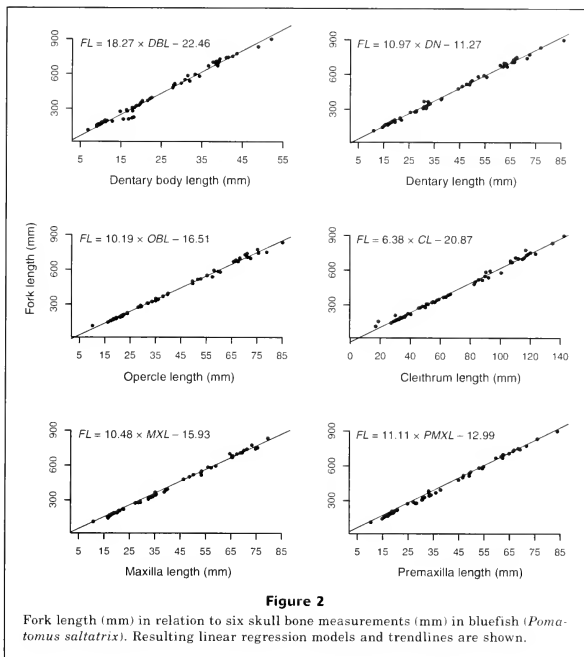 FL = 18.27 × DBL – 22.46
900
600
300
5 15 25 35 45 55
Dentary body length (mm)
FL = 10.97 × DN – 11.27
900
600
300
5 15 25 35 45 55 65 75 85
Dentary length (mm)
Fork length (mm)
FL = 10.19 × OBL – 16.51
900
600
300
5 15 25 35 45 55 65 75 85
Opercle length (mm)
FL = 6.38 × CL – 20.87
900
600
300
0 20 40 60 80 100 120 140
Cleithrum length (mm)
FL = 10.48 × MXL – 15.93
900
600
300
5 15 25 35 45 55 65 75 85
Maxilla length (mm)
FL = 11.11 × PMXL – 12.99
900
600
300
5 15 25 35 45 55 65 75 85
Premaxilla length (mm)
Figure 2
Fork length (mm) in relation to six skull bone measurements (mm) in bluefish (Poma-
tomus saltatrix). Resulting linear regression models and trendlines are shown.